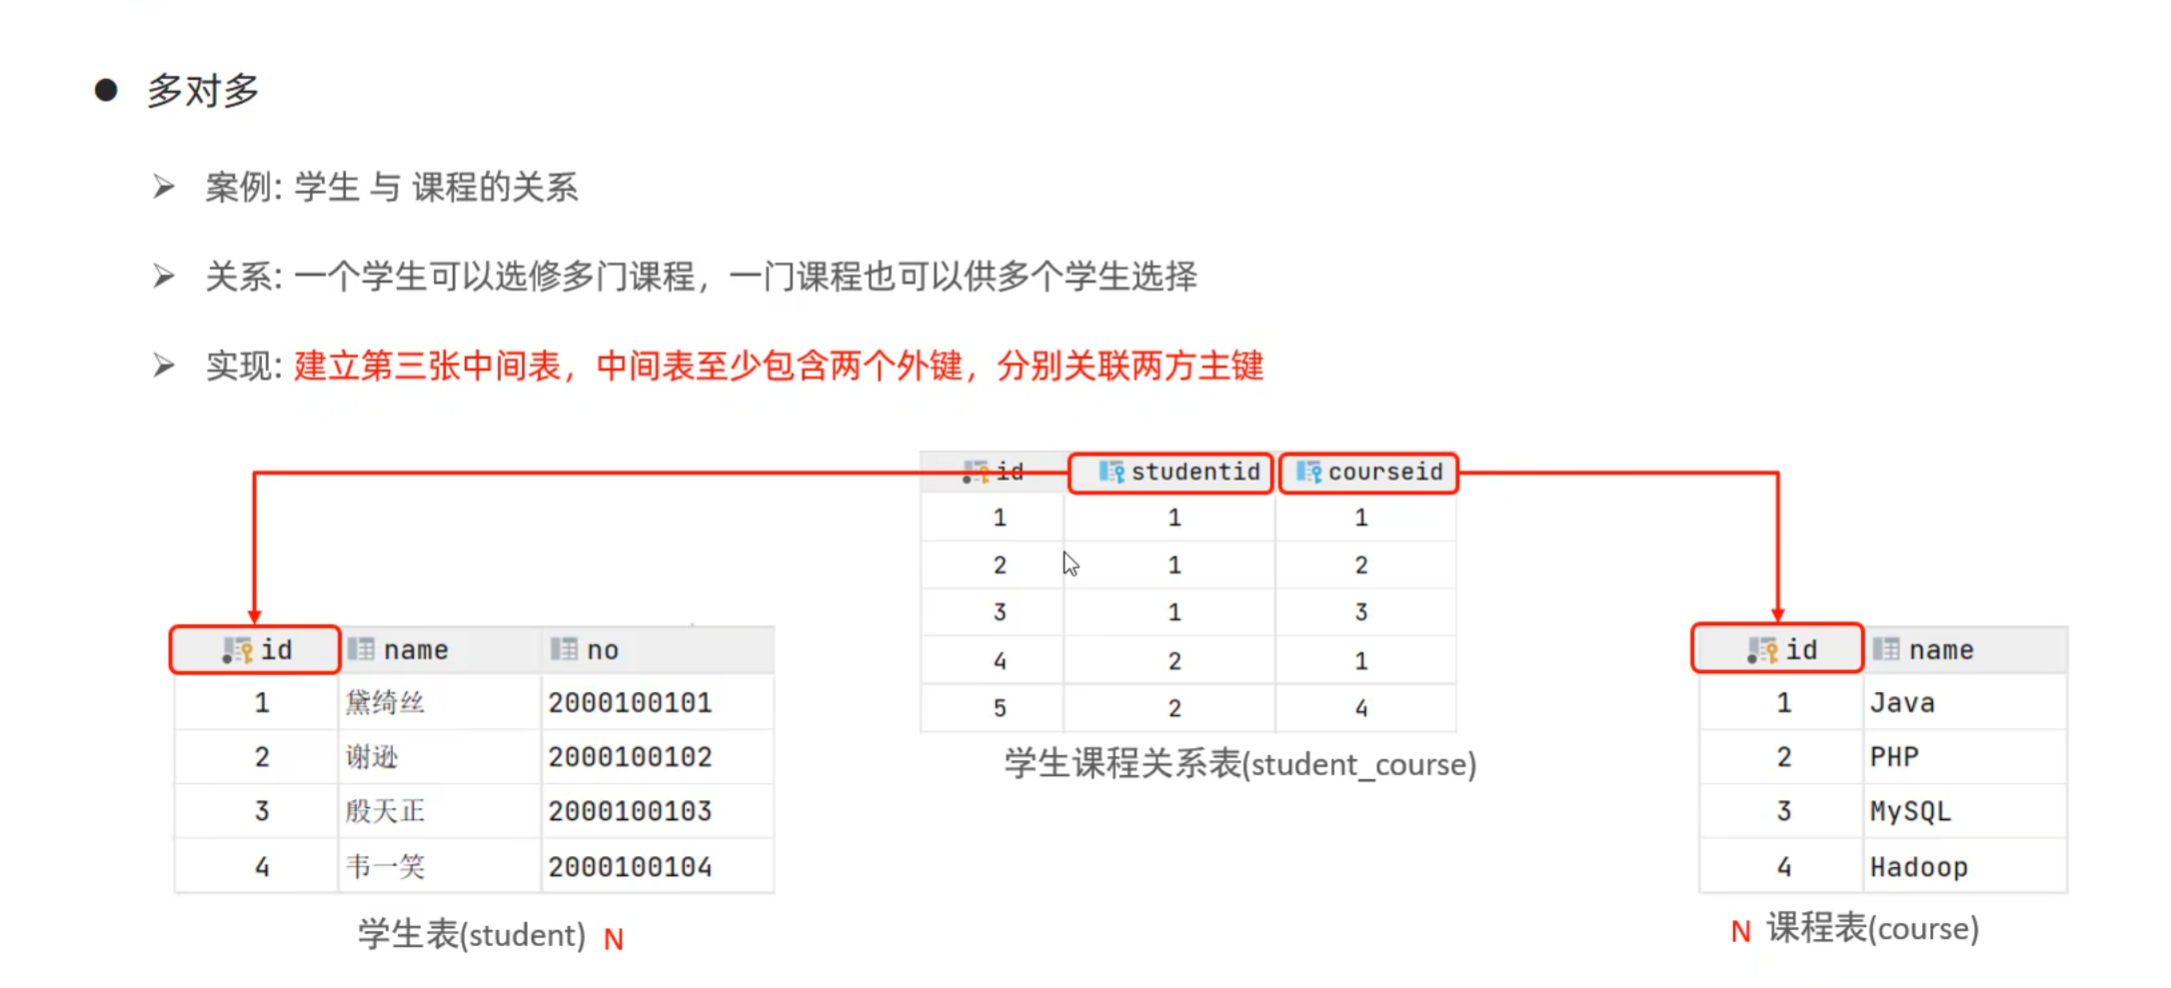 多对多
案例: 学生 与 课程的关系
关系: 一个学生可以选修多门课程，一门课程也可以供多个学生选择
实现: 建立第三张中间表，中间表至少包含两个外键，分别关联两方主键
id studentid courseid
1 1 1
2 1 2
3 1 3
4 2 1
5 2 4
学生课程关系表(student_course)
id name no
1 黛绮丝 2000100101
2 谢逊 2000100102
3 殷天正 2000100103
4 韦一笑 2000100104
学生表(student) N
id name
1 Java
2 PHP
3 MySQL
4 Hadoop
N 课程表(course)